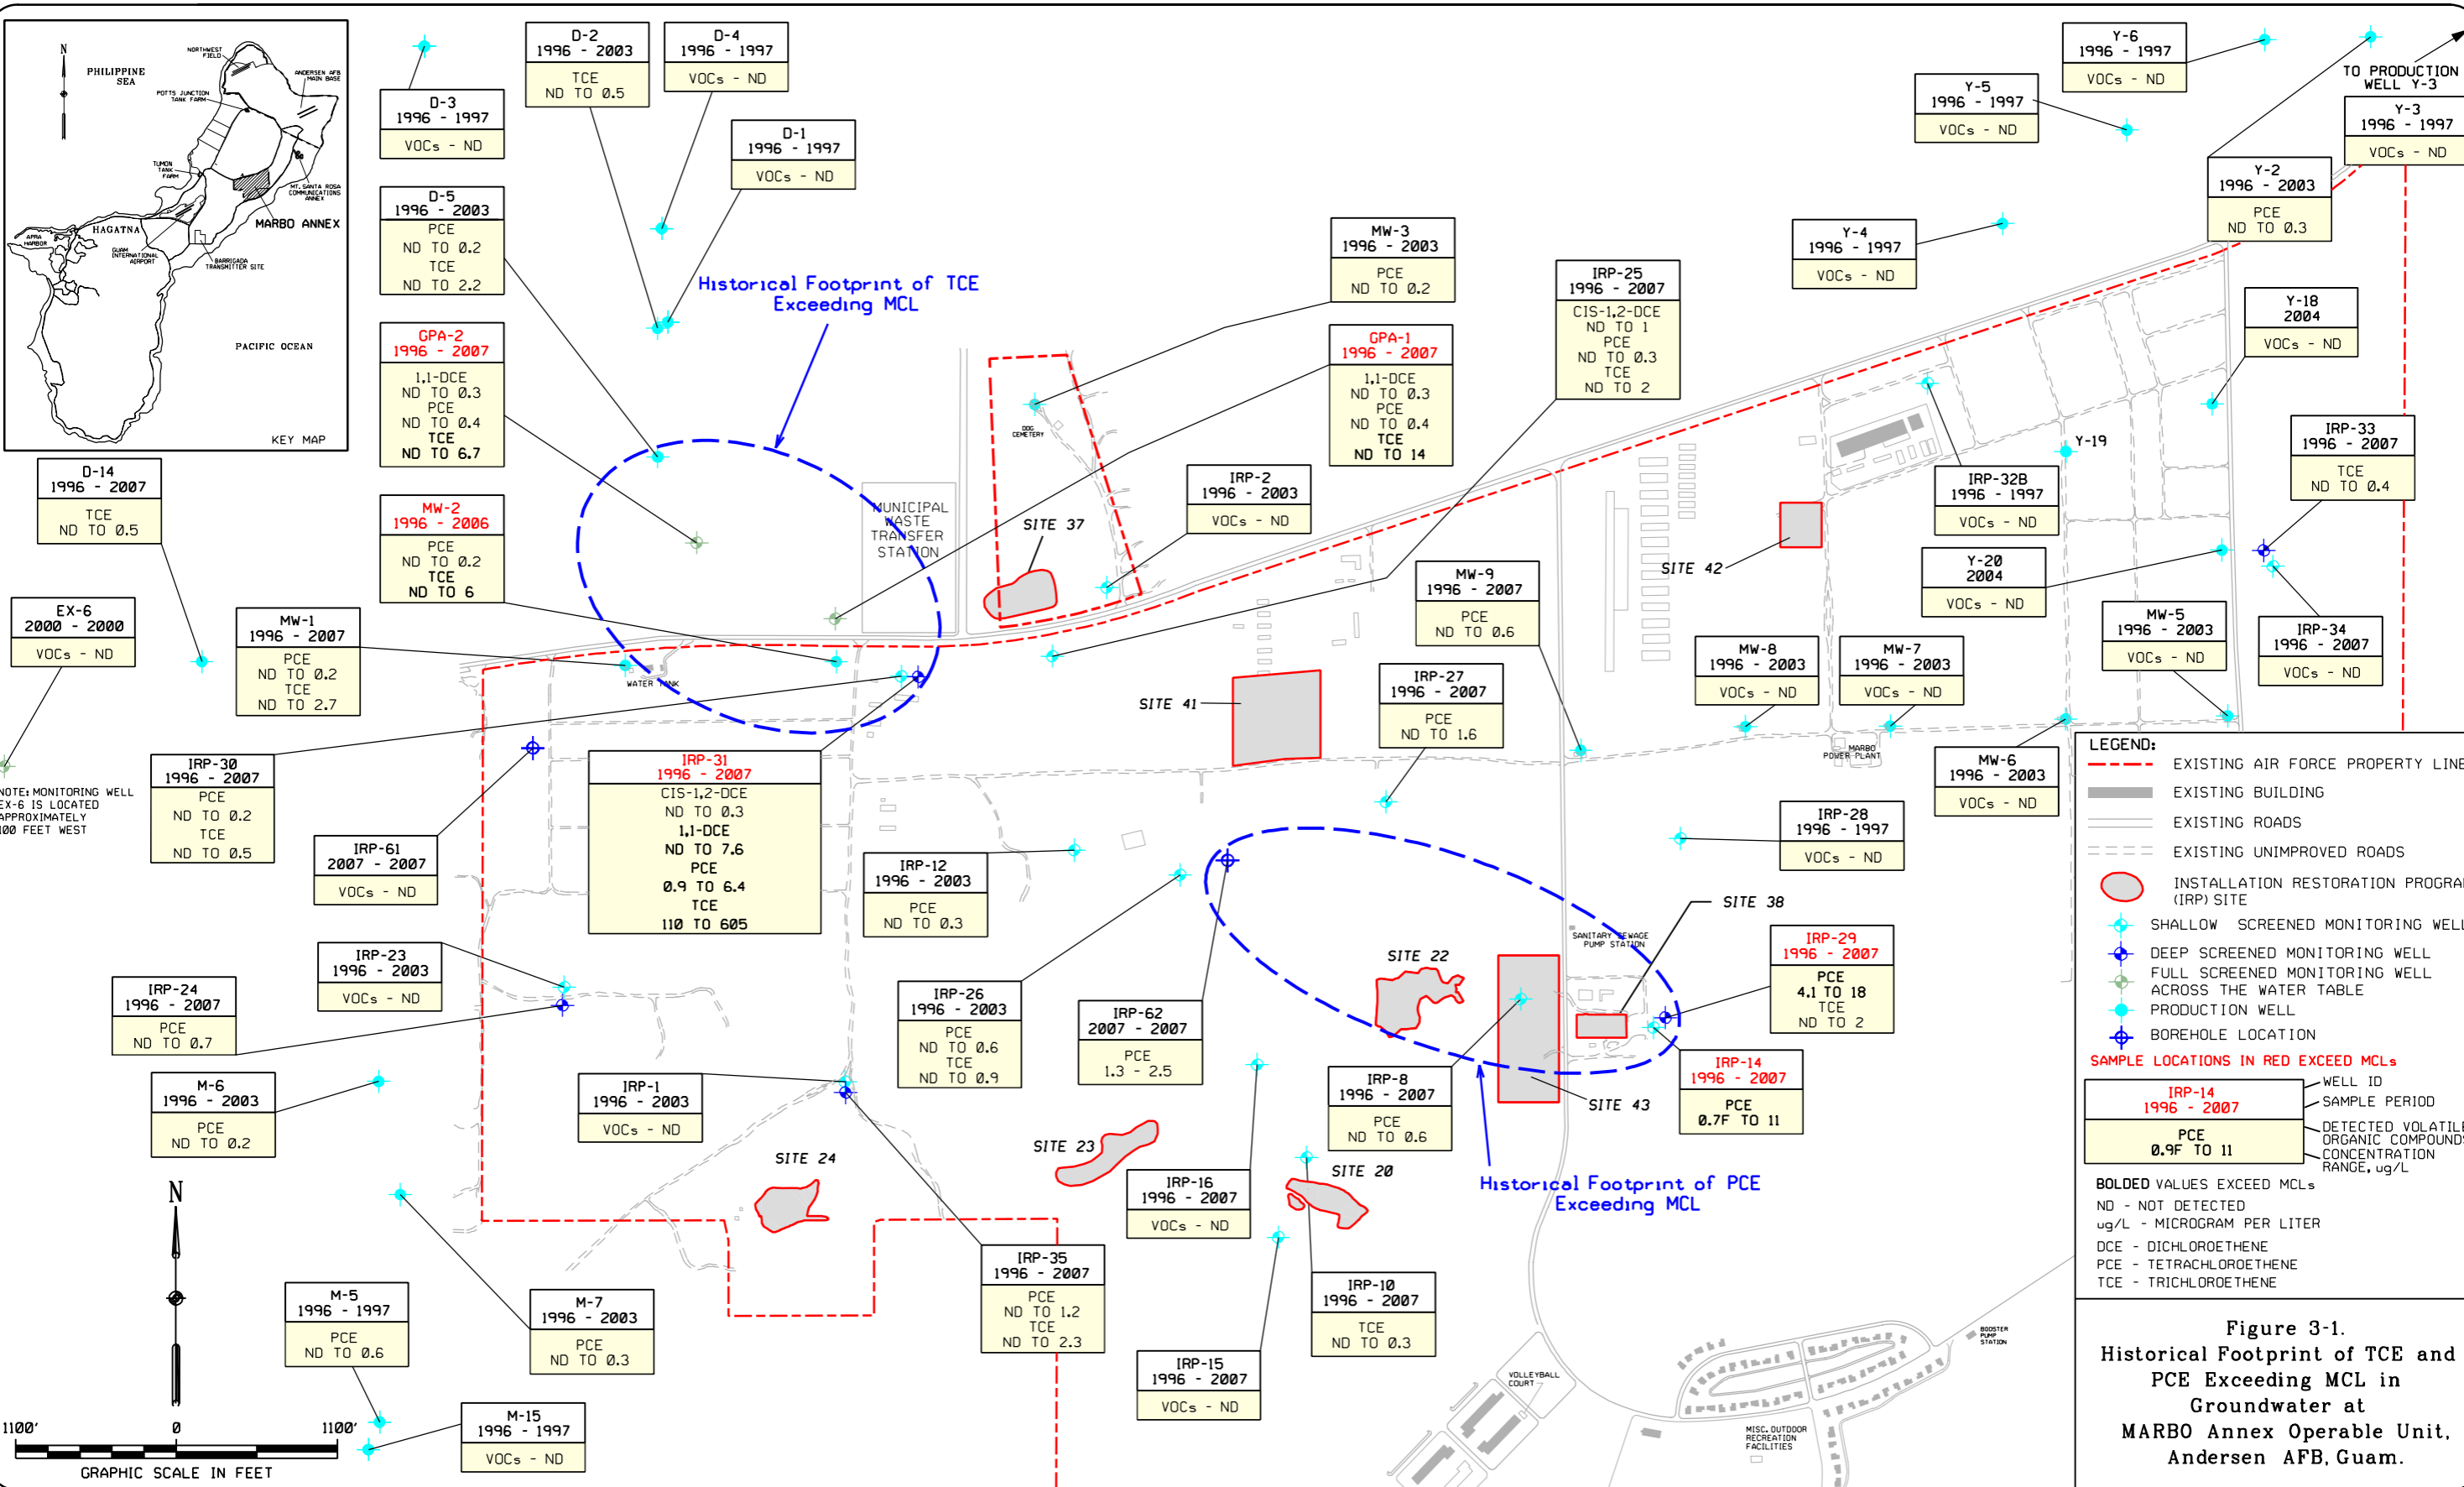 N
PHILIPPINE
SEA
NORTHWEST
FIELD
ANDERSEN AFB
MAIN BASE
POTTS JUNCTION
TANK FARM
TUMON
TANK
FARM
MT. SANTA ROSA
COMMUNICATIONS
ANNEX
MARBO ANNEX
HAGATNA
APRA
HARBOR
GUAM
INTERNATIONAL
AIRPORT
BARRIGADA
TRANSMITTER SITE
PACIFIC OCEAN
KEY MAP
D-3
1996 - 1997
VOCs - ND
D-2
1996 - 2003
TCE
ND TO 0.5
D-4
1996 - 1997
VOCs - ND
D-1
1996 - 1997
VOCs - ND
D-5
1996 - 2003
PCE
ND TO 0.2
TCE
ND TO 2.2
GPA-2
1996 - 2007
1,1-DCE
ND TO 0.3
PCE
ND TO 0.4
TCE
ND TO 6.7
MW-2
1996 - 2006
PCE
ND TO 0.2
TCE
ND TO 6
Historical Footprint of TCE
Exceeding MCL
MW-3
1996 - 2003
PCE
ND TO 0.2
GPA-1
1996 - 2007
1,1-DCE
ND TO 0.3
PCE
ND TO 0.4
TCE
ND TO 14
IRP-25
1996 - 2007
CIS-1,2-DCE
ND TO 1
PCE
ND TO 0.3
TCE
ND TO 2
Y-6
1996 - 1997
VOCs - ND
Y-5
1996 - 1997
VOCs - ND
TO PRODUCTION
WELL Y-3
Y-3
1996 - 1997
VOCs - ND
Y-2
1996 - 2003
PCE
ND TO 0.3
Y-4
1996 - 1997
VOCs - ND
Y-18
2004
VOCs - ND
IRP-33
1996 - 2007
TCE
ND TO 0.4
Y-19
IRP-32B
1996 - 1997
VOCs - ND
Y-20
2004
VOCs - ND
MW-5
1996 - 2003
VOCs - ND
IRP-34
1996 - 2007
VOCs - ND
D-14
1996 - 2007
TCE
ND TO 0.5
EX-6
2000 - 2000
VOCs - ND
MW-1
1996 - 2007
PCE
ND TO 0.2
TCE
ND TO 2.7
DOG
CEMETERY
MUNICIPAL
WASTE
TRANSFER
STATION
SITE 37
IRP-2
1996 - 2003
VOCs - ND
MW-9
1996 - 2007
PCE
ND TO 0.6
SITE 42
MW-8
1996 - 2003
VOCs - ND
MW-7
1996 - 2003
VOCs - ND
WATER TANK
SITE 41
IRP-27
1996 - 2007
PCE
ND TO 1.6
MARBO
POWER PLANT
MW-6
1996 - 2003
VOCs - ND
NOTE: MONITORING WELL
EX-6 IS LOCATED
APPROXIMATELY
100 FEET WEST
IRP-30
1996 - 2007
PCE
ND TO 0.2
TCE
ND TO 0.5
IRP-61
2007 - 2007
VOCs - ND
IRP-31
1996 - 2007
CIS-1,2-DCE
ND TO 0.3
1,1-DCE
ND TO 7.6
PCE
0.9 TO 6.4
TCE
110 TO 605
IRP-12
1996 - 2003
PCE
ND TO 0.3
IRP-28
1996 - 1997
VOCs - ND
SITE 38
SANITARY SEWAGE
PUMP STATION
IRP-29
1996 - 2007
PCE
4.1 TO 18
TCE
ND TO 2
SITE 22
IRP-23
1996 - 2003
VOCs - ND
IRP-24
1996 - 2007
PCE
ND TO 0.7
IRP-26
1996 - 2003
PCE
ND TO 0.6
TCE
ND TO 0.9
IRP-62
2007 - 2007
PCE
1.3 - 2.5
IRP-14
1996 - 2007
PCE
0.7F TO 11
M-6
1996 - 2003
PCE
ND TO 0.2
IRP-1
1996 - 2003
VOCs - ND
IRP-8
1996 - 2007
PCE
ND TO 0.6
SITE 43
SITE 24
SITE 23
SITE 20
IRP-16
1996 - 2007
VOCs - ND
Historical Footprint of PCE
Exceeding MCL
N
M-5
1996 - 1997
PCE
ND TO 0.6
M-7
1996 - 2003
PCE
ND TO 0.3
IRP-35
1996 - 2007
PCE
ND TO 1.2
TCE
ND TO 2.3
IRP-10
1996 - 2007
TCE
ND TO 0.3
IRP-15
1996 - 2007
VOCs - ND
M-15
1996 - 1997
VOCs - ND
1100'
0
1100'
GRAPHIC SCALE IN FEET
VOLLEYBALL
COURT
MISC. OUTDOOR
RECREATION
FACILITIES
BOOSTER
PUMP
STATION
LEGEND:
EXISTING AIR FORCE PROPERTY LINE
EXISTING BUILDING
EXISTING ROADS
EXISTING UNIMPROVED ROADS
INSTALLATION RESTORATION PROGRAM
(IRP) SITE
SHALLOW SCREENED MONITORING WELL
DEEP SCREENED MONITORING WELL
FULL SCREENED MONITORING WELL
ACROSS THE WATER TABLE
PRODUCTION WELL
BOREHOLE LOCATION
SAMPLE LOCATIONS IN RED EXCEED MCLs
IRP-14
1996 - 2007
PCE
0.9F TO 11
WELL ID
SAMPLE PERIOD
DETECTED VOLATILE
ORGANIC COMPOUNDS
CONCENTRATION
RANGE, ug/L
BOLDED VALUES EXCEED MCLs
ND - NOT DETECTED
ug/L - MICROGRAM PER LITER
DCE - DICHLOROETHENE
PCE - TETRACHLOROETHENE
TCE - TRICHLOROETHENE
Figure 3-1.
Historical Footprint of TCE and
PCE Exceeding MCL in
Groundwater at
MARBO Annex Operable Unit,
Andersen AFB, Guam.